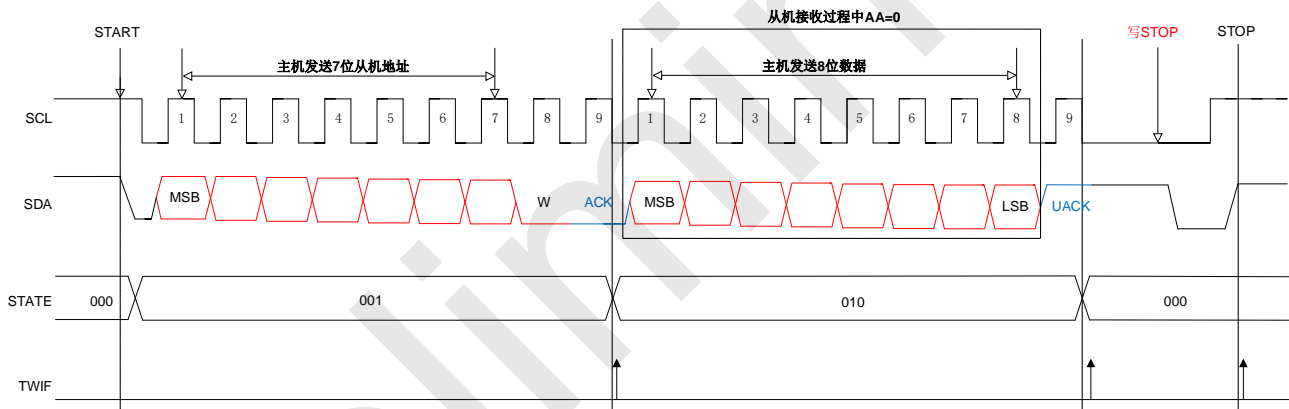 从机接收过程中AA=0
START
写STOP
STOP
主机发送7位从机地址
主机发送8位数据
SCL
1 2 3 4 5 6 7 8 9 1 2 3 4 5 6 7 8 9
SDA
MSB W ACK MSB LSB UACK
STATE 000 001 010 000
TWIF